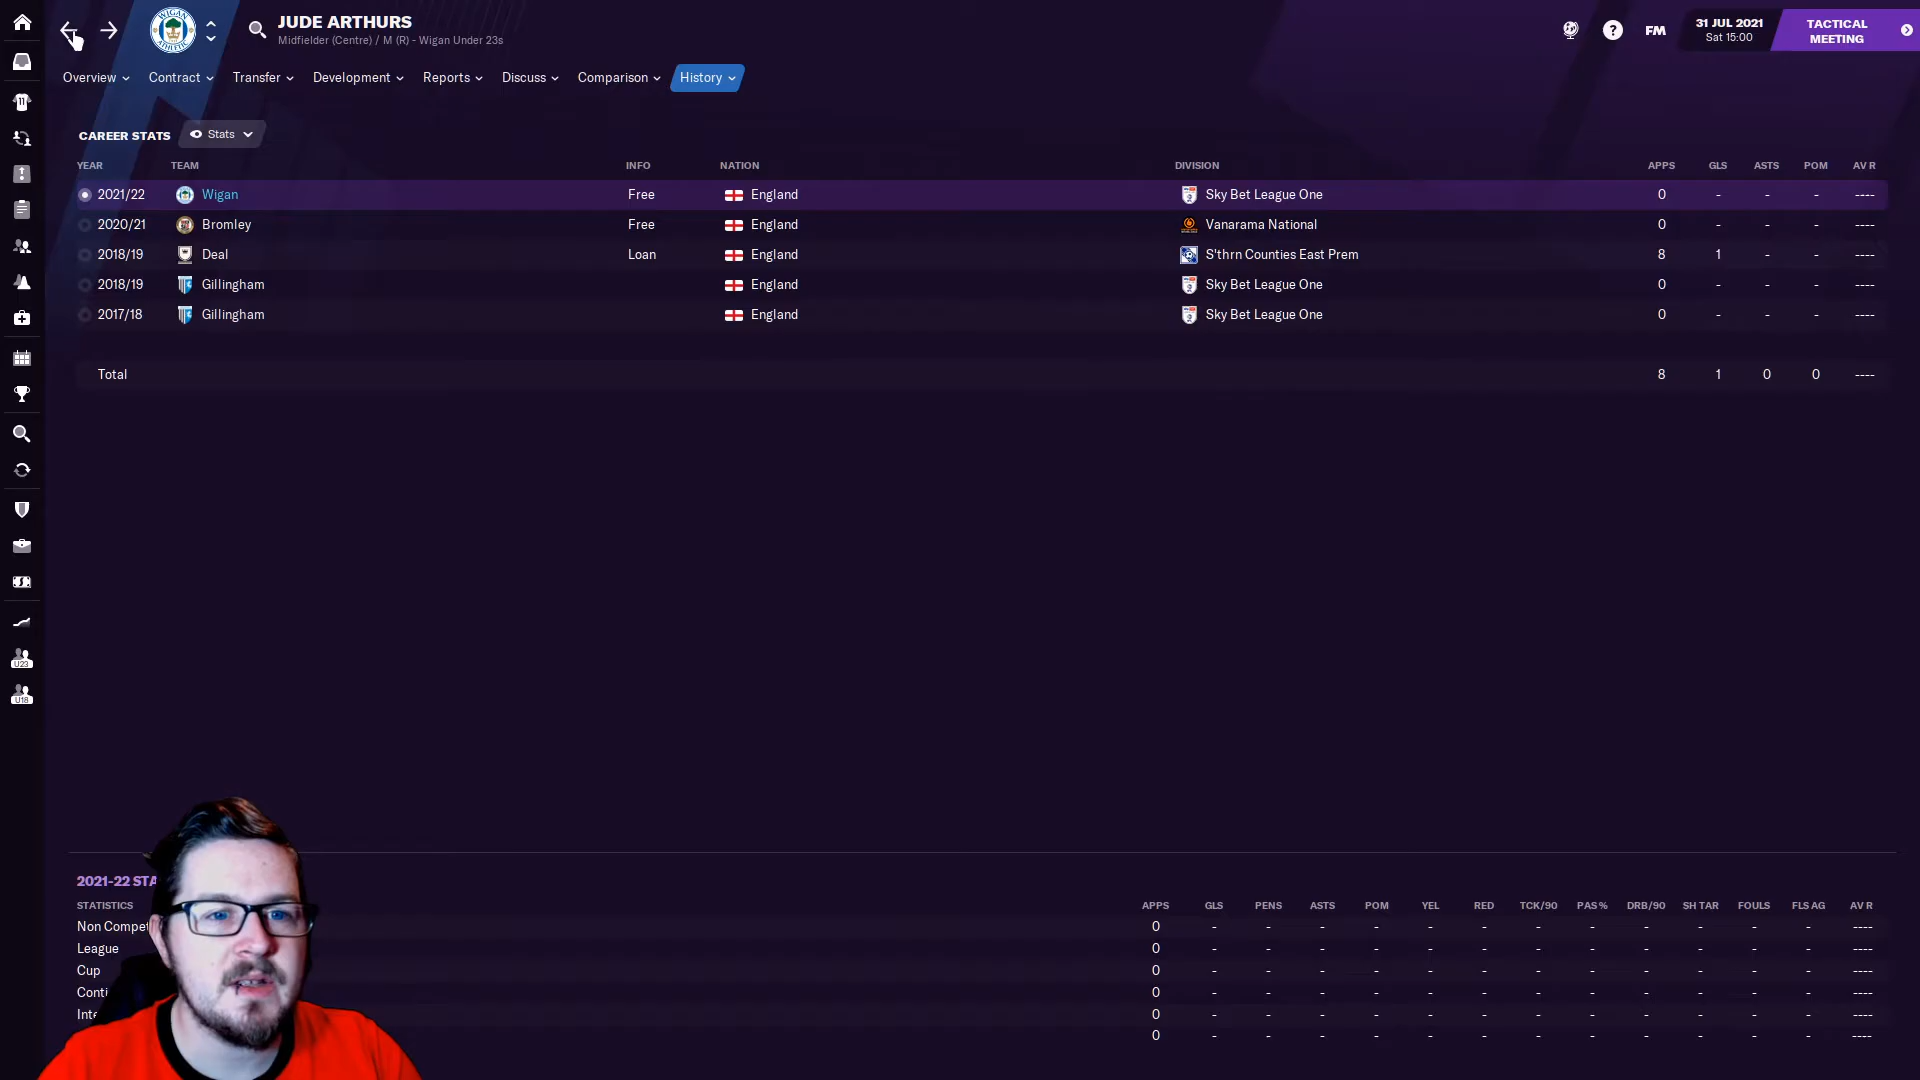 JUDE ARTHURS
Midfielder (Centre) / M (R) - Wigan Under 23s
FM
31 JUL 2021
Sat 15:00
TACTICAL
MEETING
Overview Contract Transfer Development Reports Discuss Comparison History
CAREER STATS Stats
YEAR TEAM INFO NATION DIVISION APPS GLS ASTS POM AV R
2021/22 Wigan Free England Sky Bet League One 0 - - - ----
2020/21 Bromley Free England Vanarama National 0 - - - ----
2018/19 Deal Loan England S'thrn Counties East Prem 8 1 - - ----
2018/19 Gillingham England Sky Bet League One 0 - - - ----
2017/18 Gillingham England Sky Bet League One 0 - - - ----
Total 8 1 0 0 ----
U23
U18
2021-22 STA
STATISTICS APPS GLS PENS ASTS POM YEL RED TCK/90 PAS % DRB/90 SH TAR FOULS FLS AG AV R
Non Compet 0 - - - - - - - - - - - - ----
League 0 - - - - - - - - - - - - ----
Cup 0 - - - - - - - - - - - - ----
Conti 0 - - - - - - - - - - - - ----
Inte 0 - - - - - - - - - - - - ----
0 - - - - - - - - - - - - ----